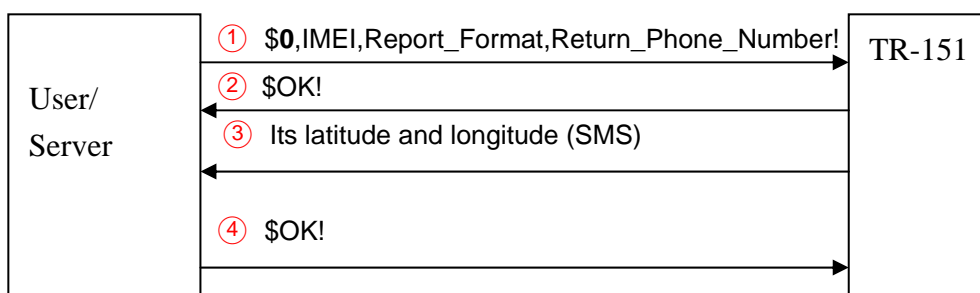 ① $0,IMEI,Report_Format,Return_Phone_Number!
TR-151
② $OK!
User/
Server
③ Its latitude and longitude (SMS)
④ $OK!